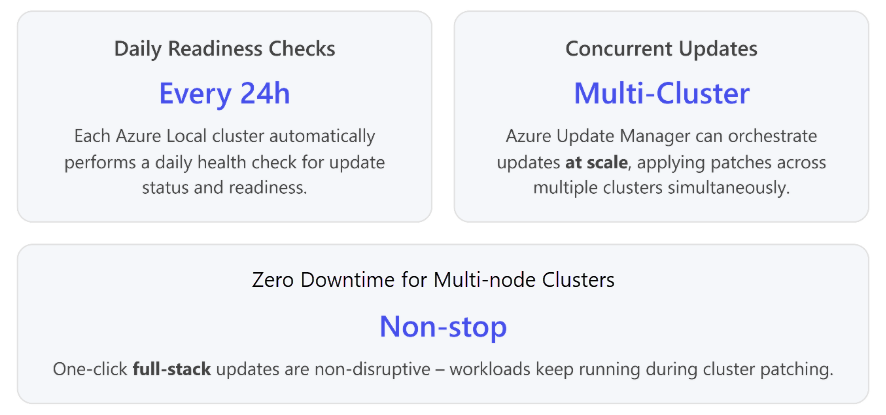 Daily Readiness Checks
Every 24h
Each Azure Local cluster automatically
performs a daily health check for update
status and readiness.
Concurrent Updates
Multi-Cluster
Azure Update Manager can orchestrate
updates at scale, applying patches across
multiple clusters simultaneously.
Zero Downtime for Multi-node Clusters
Non-stop
One-click full-stack updates are non-disruptive – workloads keep running during cluster patching.